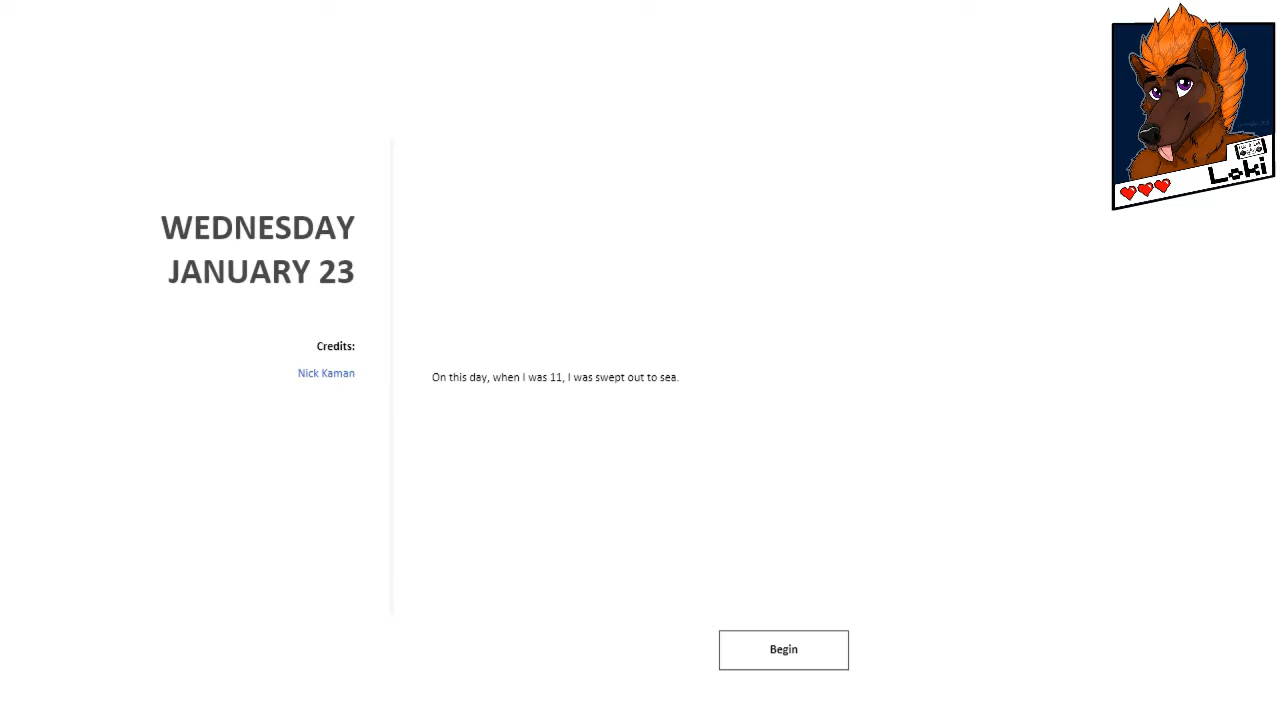 WEDNESDAY
JANUARY 23
Credits:
Nick Kaman
On this day, when I was 11, I was swept out to sea.
Begin
Loki